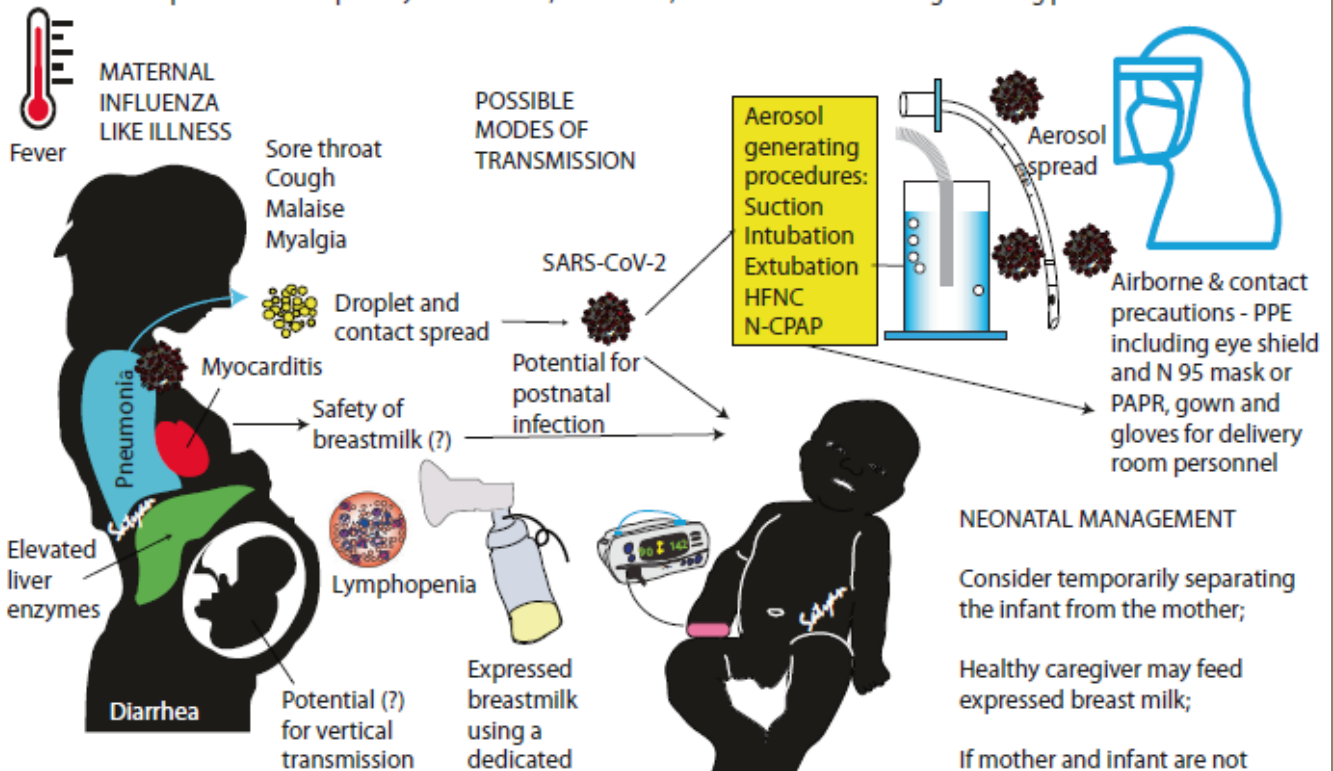 Fever
MATERNAL
INFLUENZA
LIKE ILLNESS
Sore throat
Cough
Malaise
Myalgia
POSSIBLE
MODES OF
TRANSMISSION
SARS-CoV-2
Droplet and
contact spread
Potential for
postnatal
infection
Aerosol
generating
procedures:
Suction
Intubation
Extubation
HFNC
N-CPAP
Aerosol
spread
Airborne & contact
precautions - PPE
including eye shield
and N 95 mask or
PAPR, gown and
gloves for delivery
room personnel
Pneumonia
Myocarditis
Safety of
breastmilk (?)
Satyan
Elevated
liver
enzymes
Lymphopenia
Diarrhea
Potential (?)
for vertical
transmission
Expressed
breastmilk
using a
dedicated
90 142
Satyan
NEONATAL MANAGEMENT
Consider temporarily separating
the infant from the mother;
Healthy caregiver may feed
expressed breast milk;
If mother and infant are not